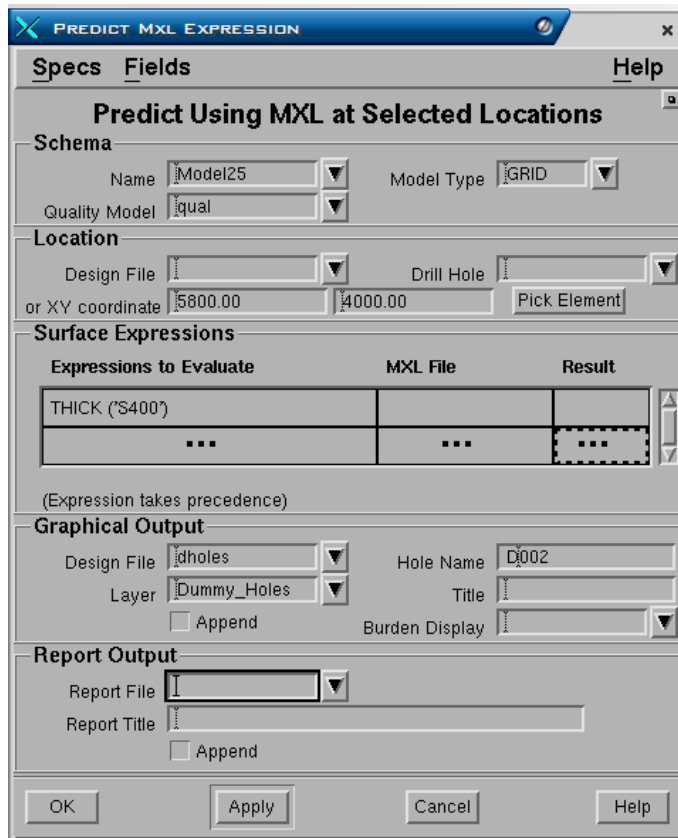 PREDICT MXL EXPRESSION
Specs Fields Help
Predict Using MXL at Selected Locations
Schema
Name Model25 Model Type GRID
Quality Model qual
Location
Design File Drill Hole
or XY coordinate 5800.00 4000.00 Pick Element
Surface Expressions
Expressions to Evaluate MXL File Result
THICK ('S400')
... ... ...
(Expression takes precedence)
Graphical Output
Design File dholes Hole Name D002
Layer Dummy_Holes Title
Append Burden Display
Report Output
Report File
Report Title
Append
OK Apply Cancel Help